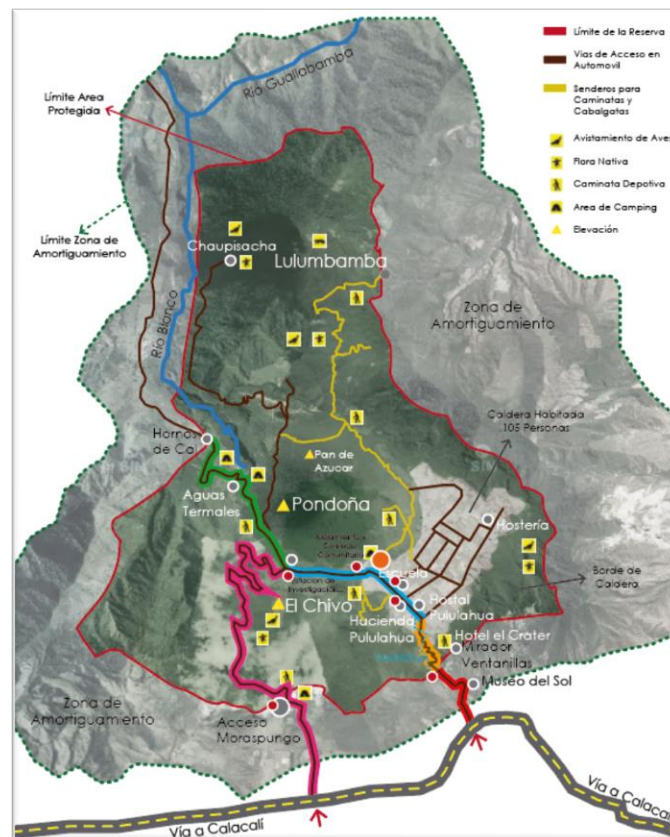 Límite de la Reserva
Vias de Acceso en
Automovil
Senderos para
Caminatas y
Cabalgatas
Avistamiento de Aves
Flora Nativa
Caminata Depotiva
Area de Camping
Elevación
Río Guallabamba
Límite Area
Protegida
Límite Zona de
Amortiguamiento
Chaupisacha
Lulumbamba
Zona de
Amortiguamiento
Río Blanco
Caldera Habitada
105 Personas
Hornos
de Cal
Pan de
Azucar
Aguas
Termales
Pondoña
Hostería
Escuela
Estacion de
Investigación
El Chivo
Borde de
Caldera
Hacienda
Pululahua
Hostal
Pululahua
Hotel el Crater
Mirador
Ventanillas
Museo del Sol
Zona de
Amortiguamiento
Acceso
Moraspungo
Vía a Calacalí
Vía a Calacalí